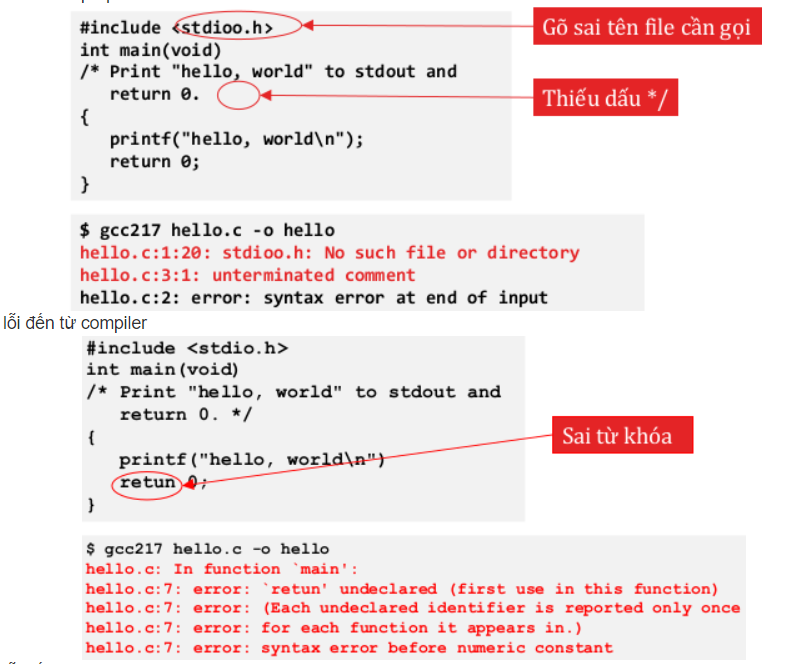 #include <stdioo.h>
Gõ sai tên file cần gọi
int main(void)
/* Print "hello, world" to stdout and
return 0.
Thiếu dấu */
{
printf("hello, world\n");
return 0;
}
$ gcc217 hello.c -o hello
hello.c:1:20: stdioo.h: No such file or directory
hello.c:3:1: unterminated comment
hello.c:2: error: syntax error at end of input
lỗi đến từ compiler
#include <stdio.h>
int main(void)
/* Print "hello, world" to stdout and
return 0. */
{
Sai từ khóa
printf("hello, world\n")
retun 0;
}
$ gcc217 hello.c -o hello
hello.c: In function `main':
hello.c:7: error: `retun' undeclared (first use in this function)
hello.c:7: error: (Each undeclared identifier is reported only once
hello.c:7: error: for each function it appears in.)
hello.c:7: error: syntax error before numeric constant